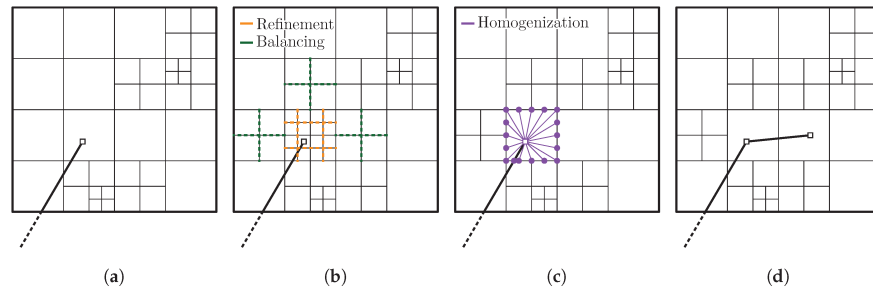 Refinement
Balancing
Homogenization
(a)
(b)
(c)
(d)